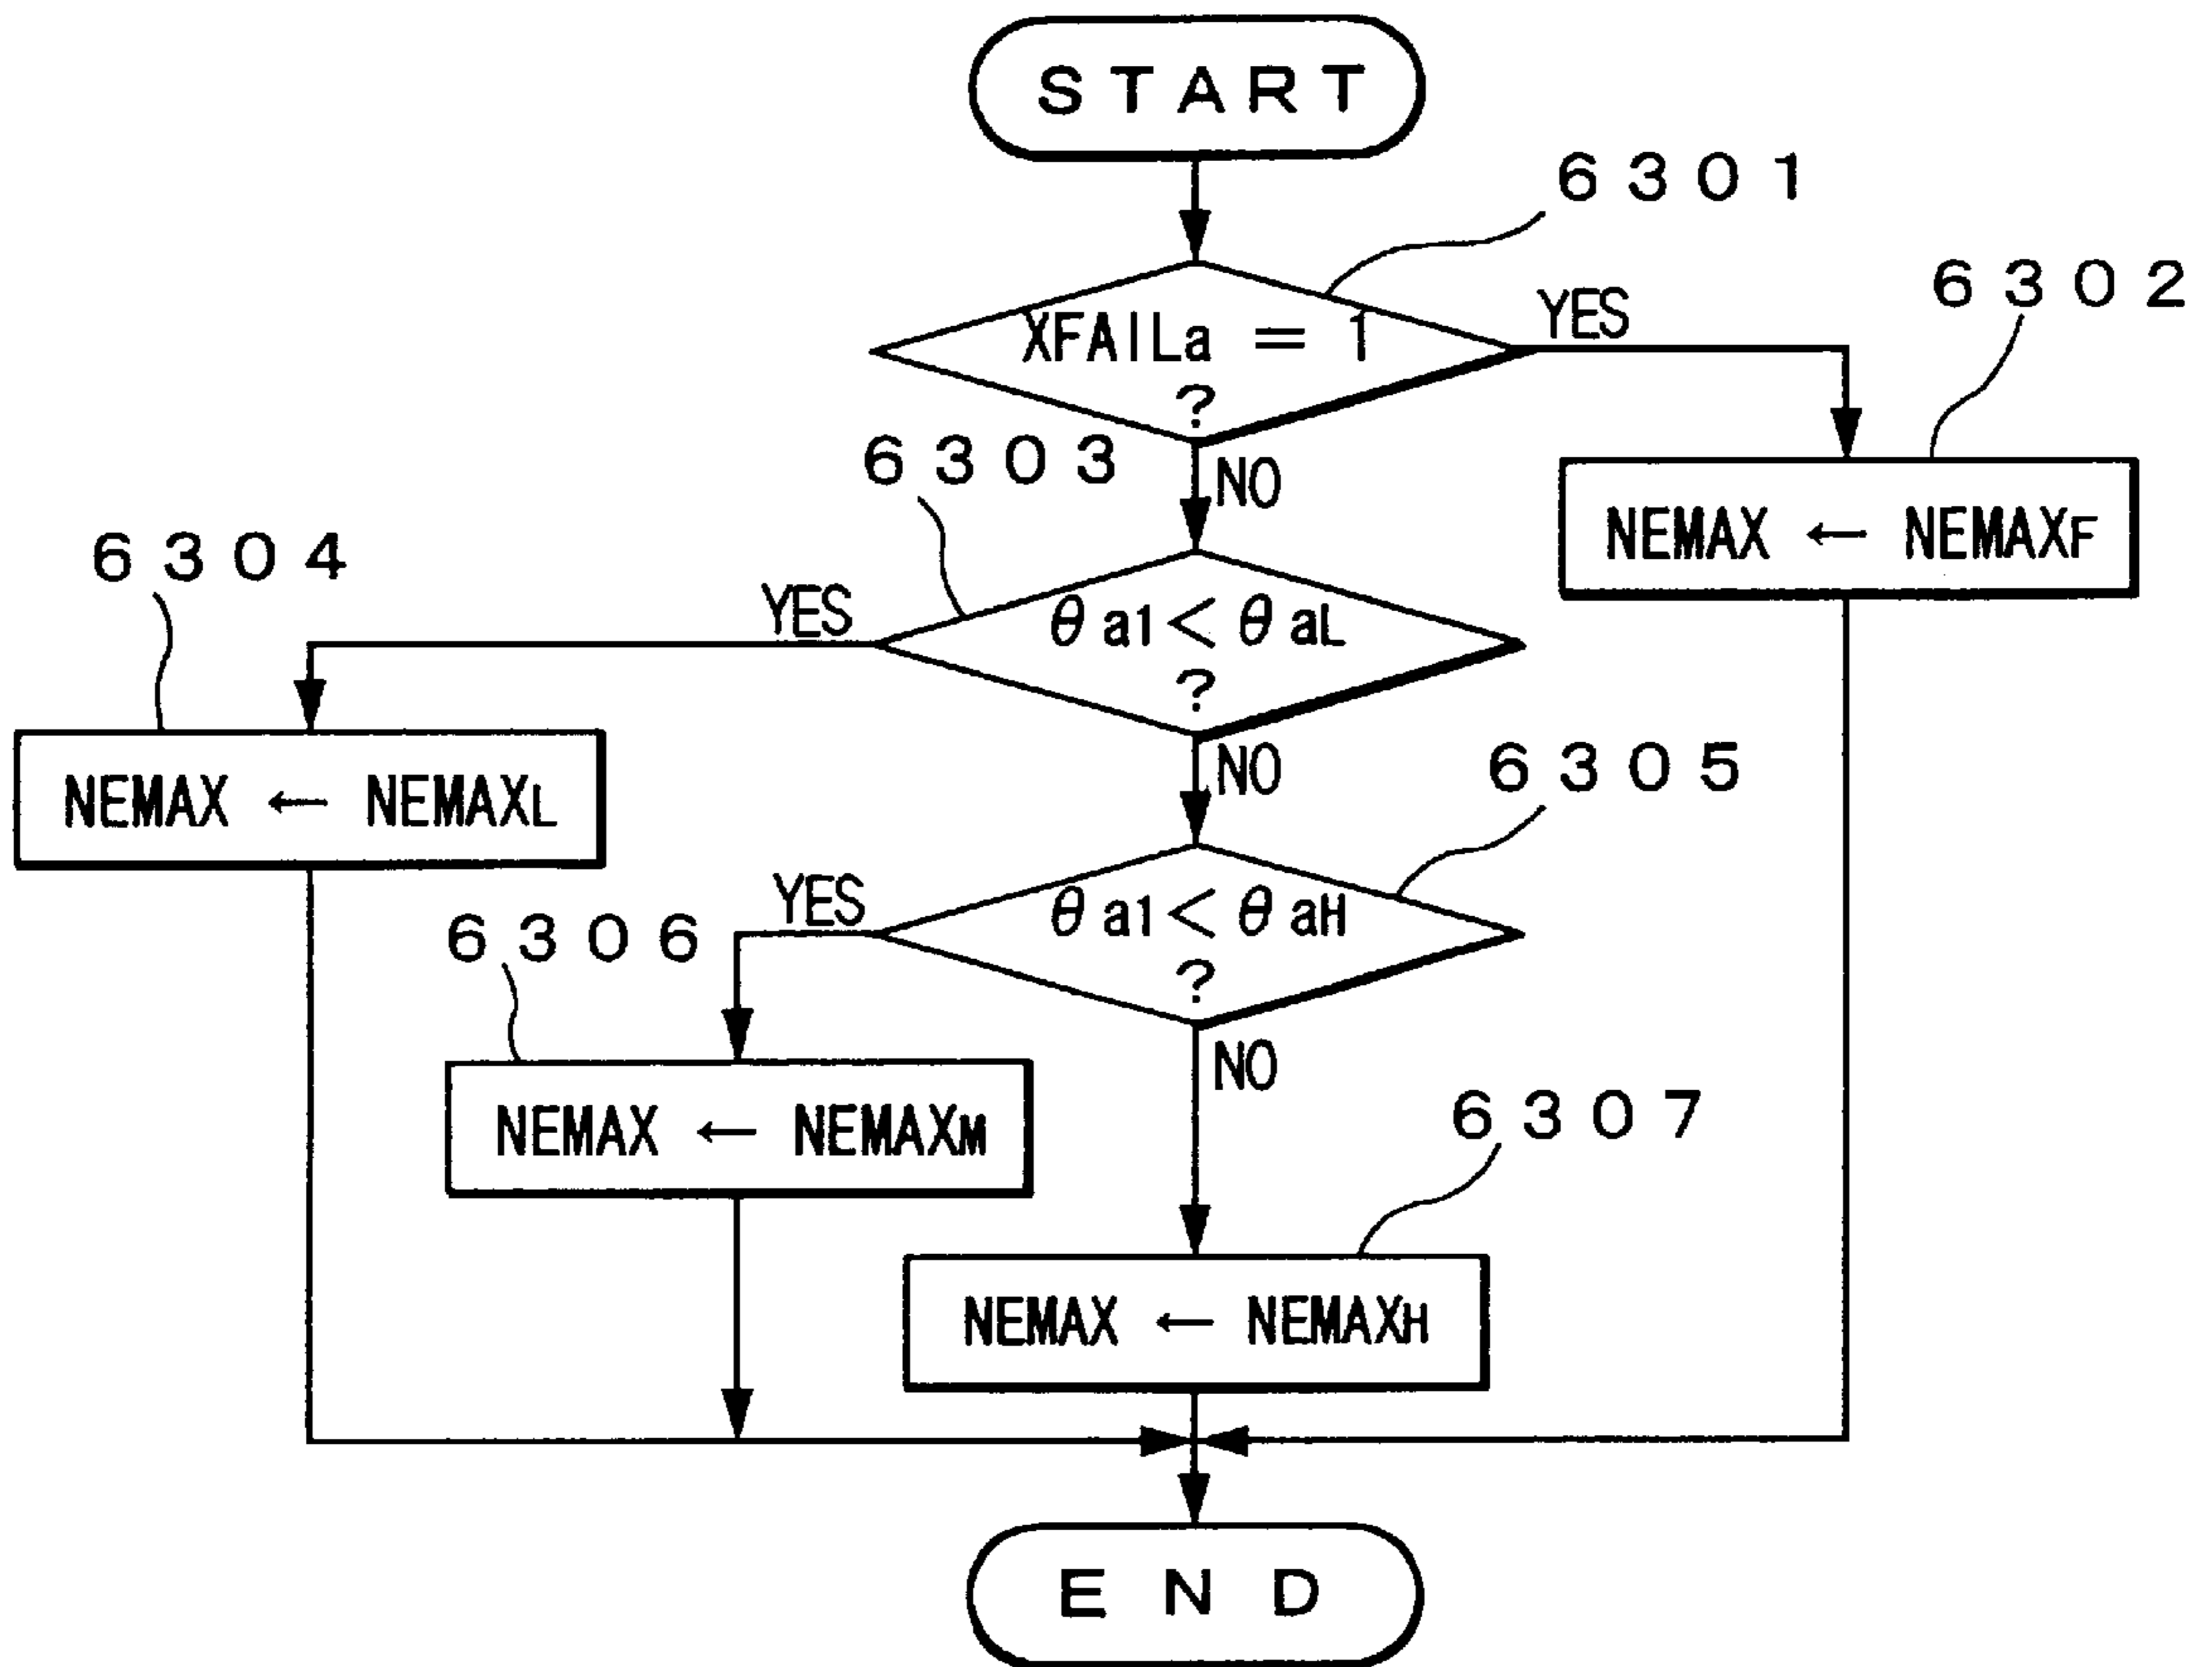 START
6301
XFAILa = 1
?
YES
6302
NEMAX ← NEMAXF
NO
6303
θa1 < θaL
?
YES
6304
NEMAX ← NEMAXL
NO
6305
θa1 < θaH
?
YES
6306
NEMAX ← NEMAXM
NO
6307
NEMAX ← NEMAXH
END